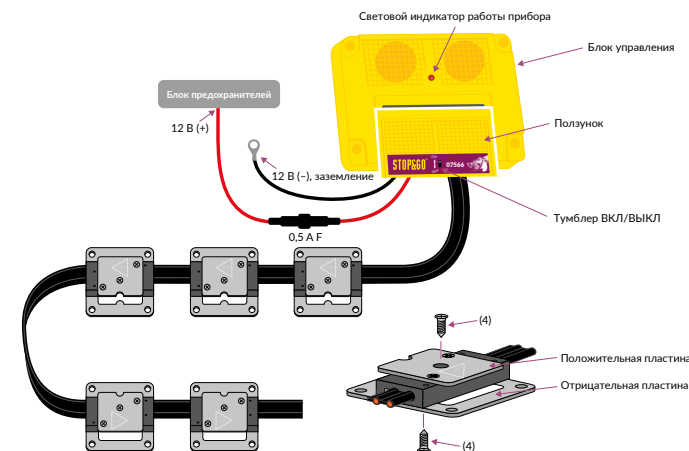 Световой индикатор работы прибора
Блок управления
Блок предохранителей
Ползунок
12 В (+)
STOP&GO
07566
12 В (–), заземление
Тумблер ВКЛ/ВЫКЛ
0,5 A F
(4)
Положительная пластина
Отрицательная пластина
(4)